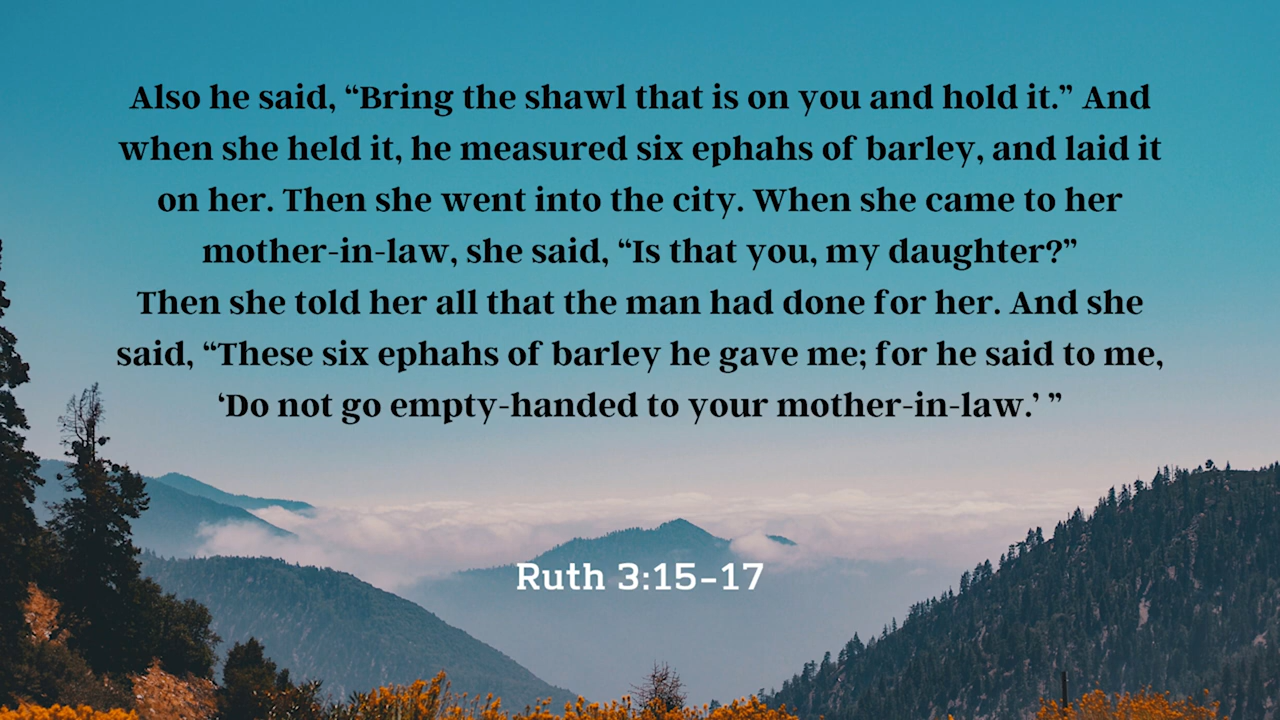 Also he said, “Bring the shawl that is on you and hold it.” And
when she held it, he measured six ephahs of barley, and laid it
on her. Then she went into the city. When she came to her
mother-in-law, she said, “Is that you, my daughter?”
Then she told her all that the man had done for her. And she
said, “These six ephahs of barley he gave me; for he said to me,
‘Do not go empty-handed to your mother-in-law.’ ”
Ruth 3:15-17